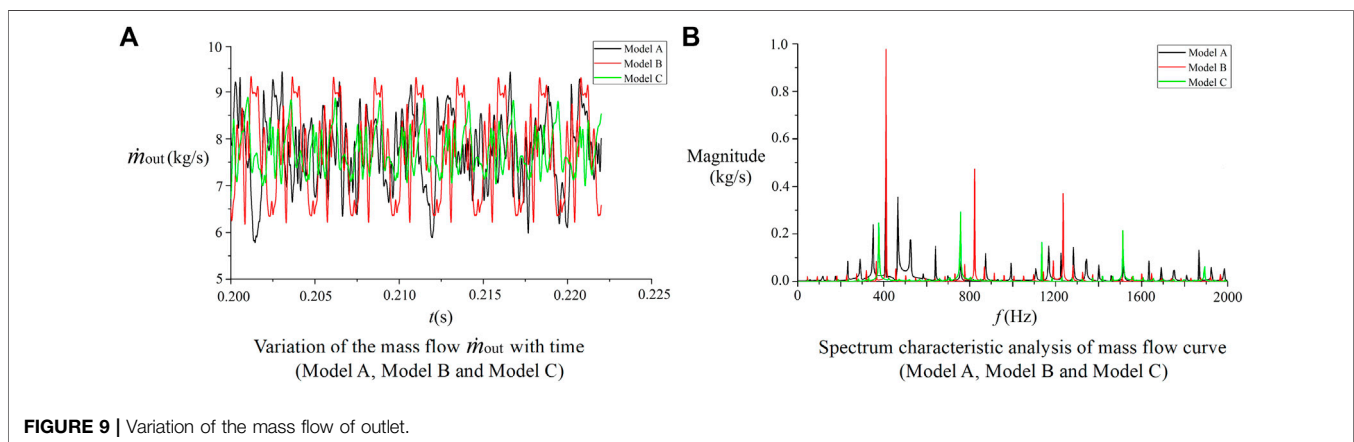 A
10
9
8
7
6
5
ṁout (kg/s)
Model A
Model B
Model C
0.200
0.205
0.210
0.215
0.220
0.225
t(s)
Variation of the mass flow ṁout with time
(Model A, Model B and Model C)
B
1.0
0.8
0.6
0.4
0.2
0.0
Magnitude
(kg/s)
Model A
Model B
Model C
0
400
800
1200
1600
2000
f(Hz)
Spectrum characteristic analysis of mass flow curve
(Model A, Model B and Model C)
FIGURE 9 | Variation of the mass flow of outlet.